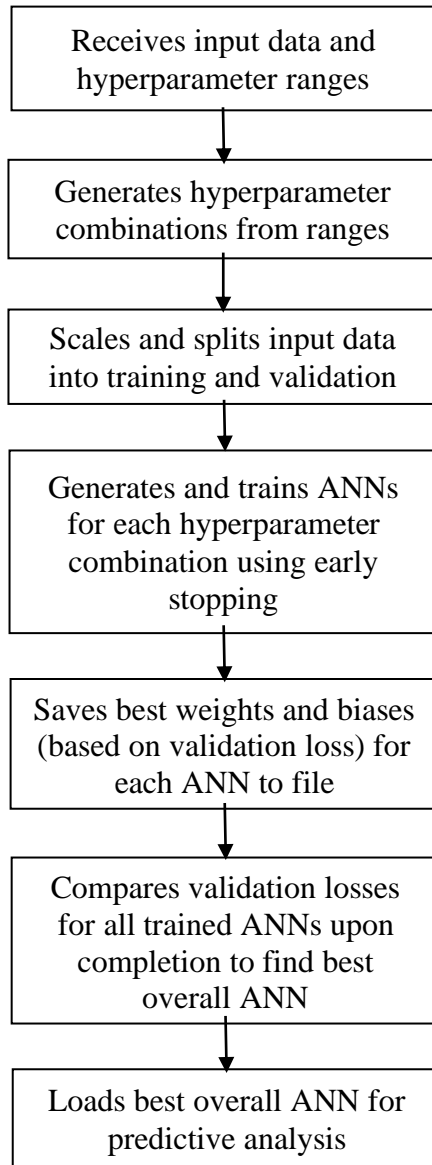 Receives input data and
hyperparameter ranges
Generates hyperparameter
combinations from ranges
Scales and splits input data
into training and validation
Generates and trains ANNs
for each hyperparameter
combination using early
stopping
Saves best weights and biases
(based on validation loss) for
each ANN to file
Compares validation losses
for all trained ANNs upon
completion to find best
overall ANN
Loads best overall ANN for
predictive analysis